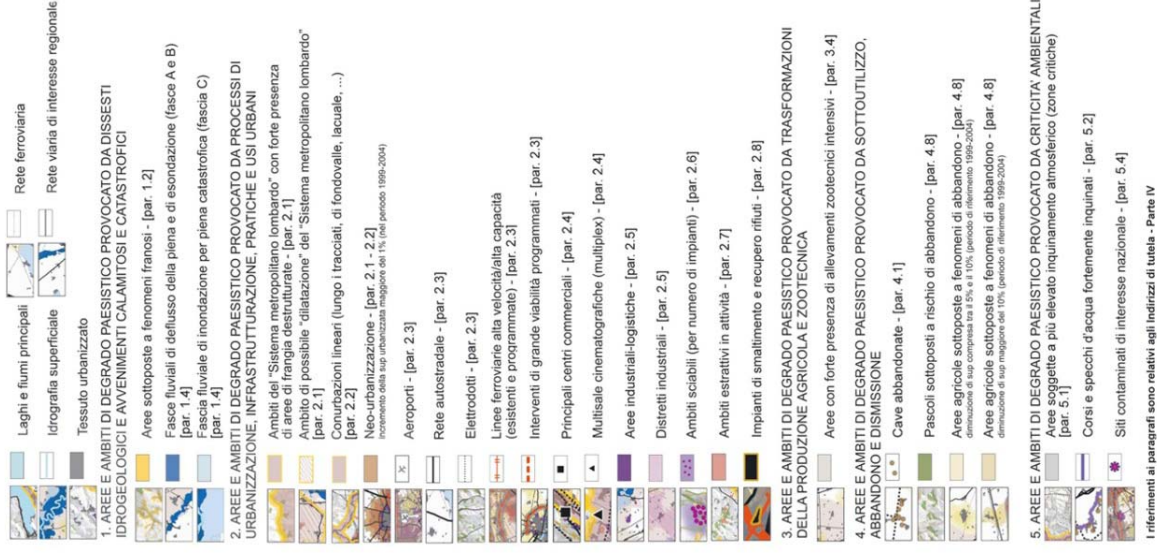 Laghi e fiumi principali
Idrografia superficiale
Tessuto urbanizzato
Rete ferroviaria
Rete viaria di interesse regionale
1. AREE E AMBITI DI DEGRADO PAESISTICO PROVOCATO DA DISSESTI
IDROGEOLOGICI E AVVENIMENTI CALAMITOSI E CATASTROFICI
Aree sottoposte a fenomeni franosi - [par. 1.2]
Fasce fluviali di deflusso della piena e di esondazione (fasce A e B)
[par. 1.4]
Fascia fluviale di inondazione per piena catastrofica (fascia C)
[par. 1.4]
2. AREE E AMBITI DI DEGRADO PAESISTICO PROVOCATO DA PROCESSI DI
URBANIZZAZIONE, INFRASTRUTTURAZIONE, PRATICHE E USI URBANI
Ambiti del "Sistema metropolitano lombardo" con forte presenza
di aree di frangia destrutturate - [par. 2.1]
Ambito di possibile "dilatazione" del "Sistema metropolitano lombardo"
[par. 2.1]
Conurbazioni lineari (lungo i tracciati, di fondovalle, lacuale, ...)
[par. 2.2]
Neo-urbanizzazione - [par. 2.1 - 2.2]
incremento della sup urbanizzata maggiore del 1% (nel periodo 1999-2004)
Aeroporti - [par. 2.3]
Rete autostradale - [par. 2.3]
Elettrodotti - [par. 2.3]
Linee ferroviarie alta velocità/alta capacità
(esistenti e programmate) - [par. 2.3]
Interventi di grande viabilità programmati - [par. 2.3]
Principali centri commerciali - [par. 2.4]
Multisale cinematografiche (multiplex) - [par. 2.4]
Aree industriali-logistiche - [par. 2.5]
Distretti industriali - [par. 2.5]
Ambiti sciabili (per numero di impianti) - [par. 2.6]
Ambiti estrattivi in attività - [par. 2.7]
Impianti di smaltimento e recupero rifiuti - [par. 2.8]
3. AREE E AMBITI DI DEGRADO PAESISTICO PROVOCATO DA TRASFORMAZIONI
DELLA PRODUZIONE AGRICOLA E ZOOTECNICA
Aree con forte presenza di allevamenti zootecnici intensivi - [par. 3.4]
4. AREE E AMBITI DI DEGRADO PAESISTICO PROVOCATO DA SOTTOUTILIZZO,
ABBANDONO E DISMISSIONE
Cave abbandonate - [par. 4.1]
Pascoli sottoposti a rischio di abbandono - [par. 4.8]
Aree agricole sottoposte a fenomeni di abbandono - [par. 4.8]
diminuzione di sup compresa tra il 5% e il 10% (periodo di riferimento 1999-2004)
Aree agricole sottoposte a fenomeni di abbandono - [par. 4.8]
diminuzione di sup maggiore del 10% (periodo di riferimento 1999-2004)
5. AREE E AMBITI DI DEGRADO PAESISTICO PROVOCATO DA CRITICITA' AMBIENTALI
Aree soggette a più elevato inquinamento atmosferico (zone critiche)
[par. 5.1]
Corsi e specchi d'acqua fortemente inquinati - [par. 5.2]
Siti contaminati di interesse nazionale - [par. 5.4]
I riferimenti ai paragrafi sono relativi agli Indirizzi di tutela - Parte IV